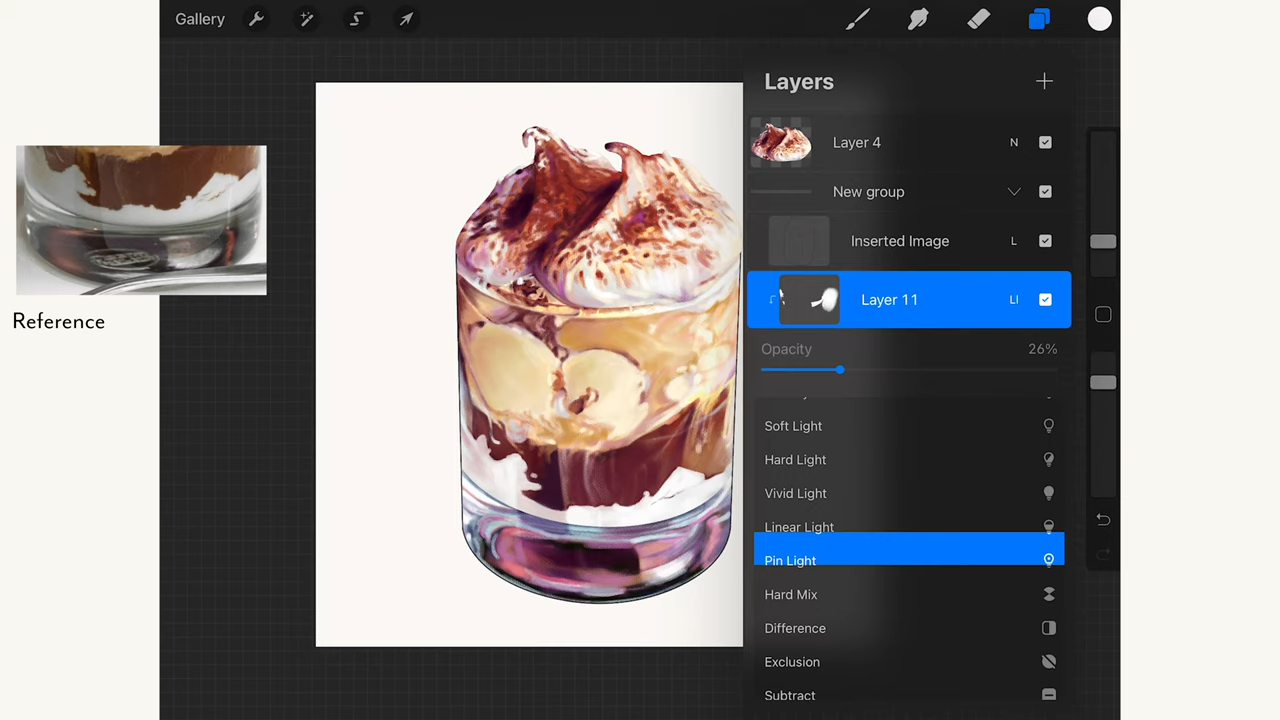 Gallery
Layers
Layer 4 N
New group
Inserted Image L
Layer 11 LI
Opacity 26%
Soft Light
Hard Light
Vivid Light
Linear Light
Pin Light
Hard Mix
Difference
Exclusion
Subtract
Reference